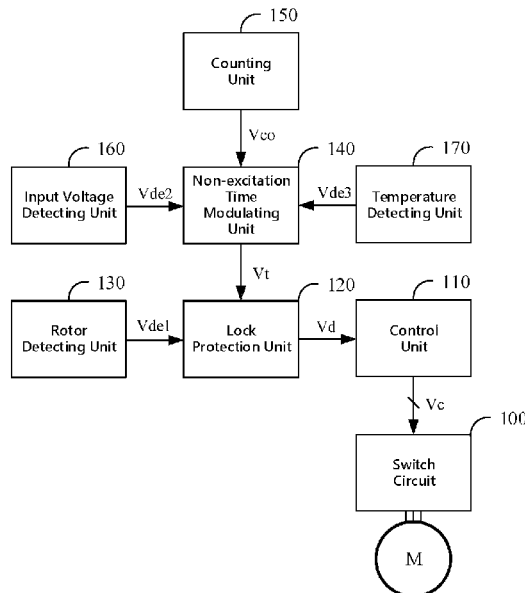 150
Counting
Unit
Vco
160
140
170
Input Voltage
Detecting Unit
Vde2
Non-excitation
Time
Modulating
Unit
Vde3
Temperature
Detecting Unit
Vt
130
120
110
Rotor
Detecting Unit
Vde1
Lock
Protection Unit
Vd
Control
Unit
Vc
100
Switch
Circuit
M